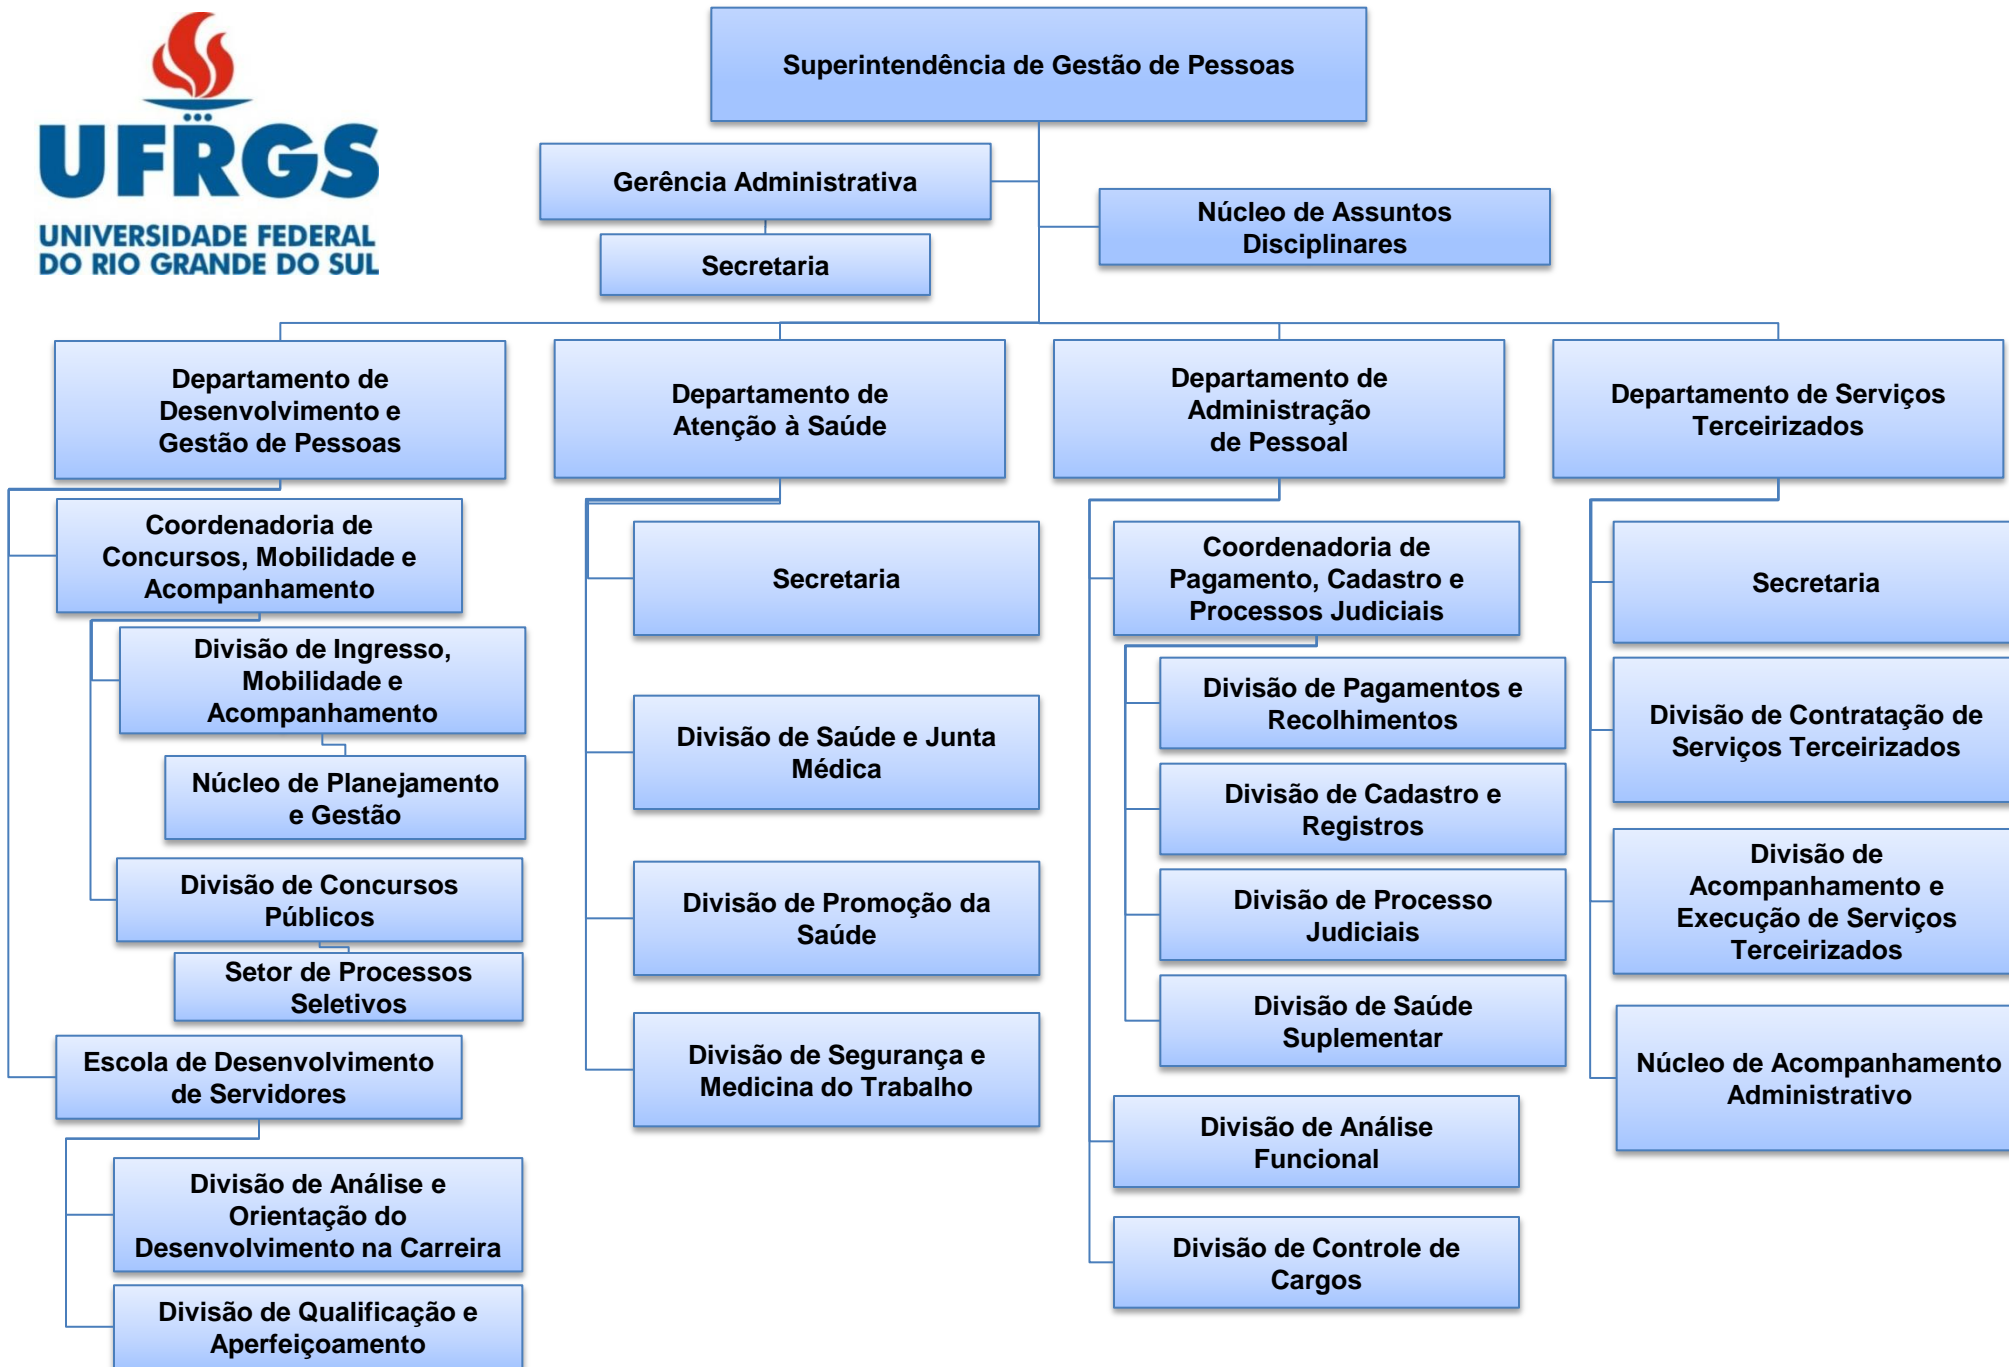 UFRGS
UNIVERSIDADE FEDERAL
DO RIO GRANDE DO SUL
Superintendência de Gestão de Pessoas
Gerência Administrativa
Secretaria
Núcleo de Assuntos
Disciplinares
Departamento de
Desenvolvimento e
Gestão de Pessoas
Coordenadoria de
Concursos, Mobilidade e
Acompanhamento
Divisão de Ingresso,
Mobilidade e
Acompanhamento
Núcleo de Planejamento
e Gestão
Divisão de Concursos
Públicos
Setor de Processos
Seletivos
Escola de Desenvolvimento
de Servidores
Divisão de Análise e
Orientação do
Desenvolvimento na Carreira
Divisão de Qualificação e
Aperfeiçoamento
Departamento de
Atenção à Saúde
Secretaria
Divisão de Saúde e Junta
Médica
Divisão de Promoção da
Saúde
Divisão de Segurança e
Medicina do Trabalho
Departamento de
Administração
de Pessoal
Coordenadoria de
Pagamento, Cadastro e
Processos Judiciais
Divisão de Pagamentos e
Recolhimentos
Divisão de Cadastro e
Registros
Divisão de Processo
Judiciais
Divisão de Saúde
Suplementar
Divisão de Análise
Funcional
Divisão de Controle de
Cargos
Departamento de Serviços
Terceirizados
Secretaria
Divisão de Contratação de
Serviços Terceirizados
Divisão de
Acompanhamento e
Execução de Serviços
Terceirizados
Núcleo de Acompanhamento
Administrativo